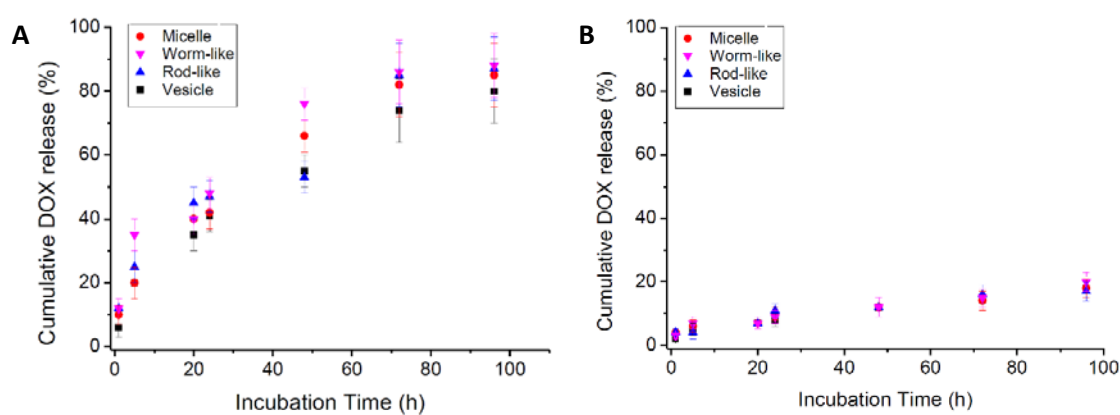 A
Micelle
Worm-like
Rod-like
Vesicle
Cumulative DOX release (%)
100
80
60
40
20
0
0 20 40 60 80 100
Incubation Time (h)
B
Micelle
Worm-like
Rod-like
Vesicle
Cumulative DOX release (%)
100
80
60
40
20
0
0 20 40 60 80 100
Incubation Time (h)